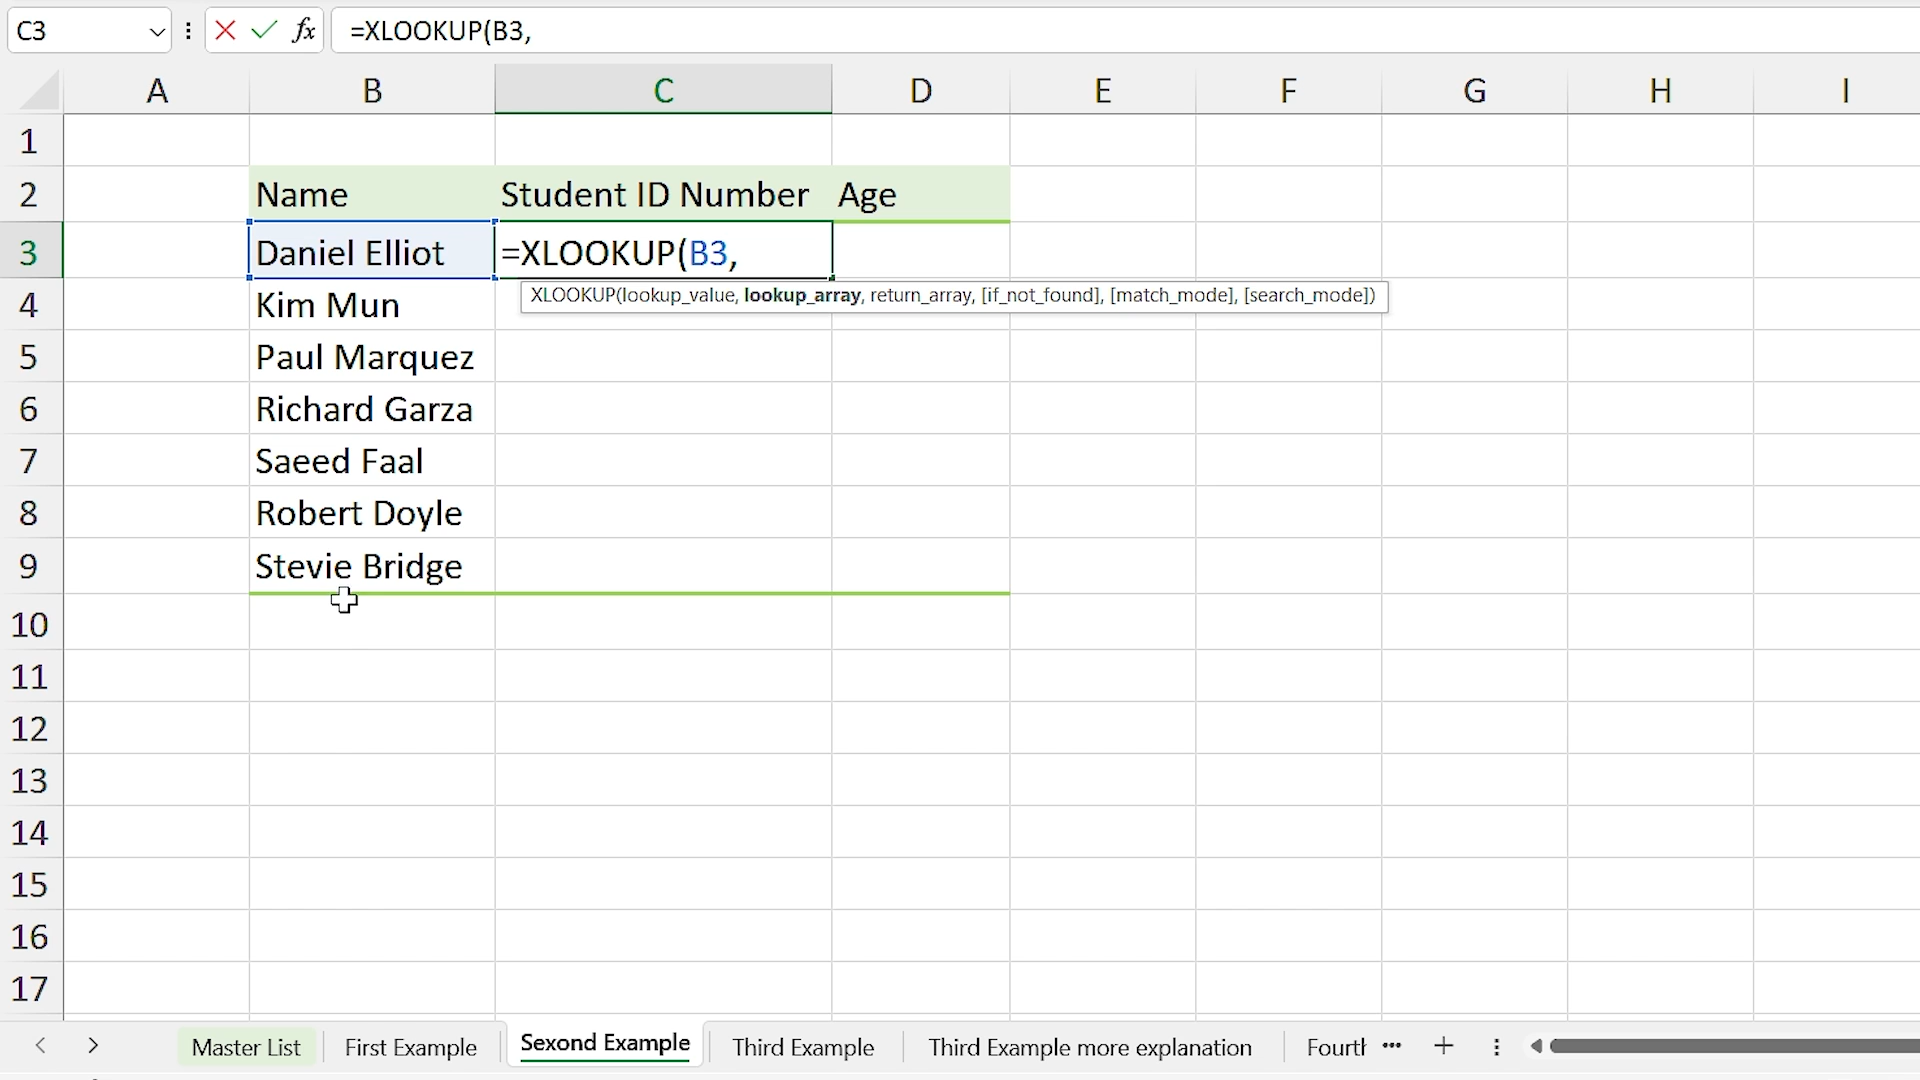 C3 fx =XLOOKUP(B3,
A B C D E F G H I
1
2 Name Student ID Number Age
3 Daniel Elliot =XLOOKUP(B3,
XLOOKUP(lookup_value, lookup_array, return_array, [if_not_found], [match_mode], [search_mode])
4 Kim Mun
5 Paul Marquez
6 Richard Garza
7 Saeed Faal
8 Robert Doyle
9 Stevie Bridge
10
11
12
13
14
15
16
17
Master List First Example Sexond Example Third Example Third Example more explanation Fourth